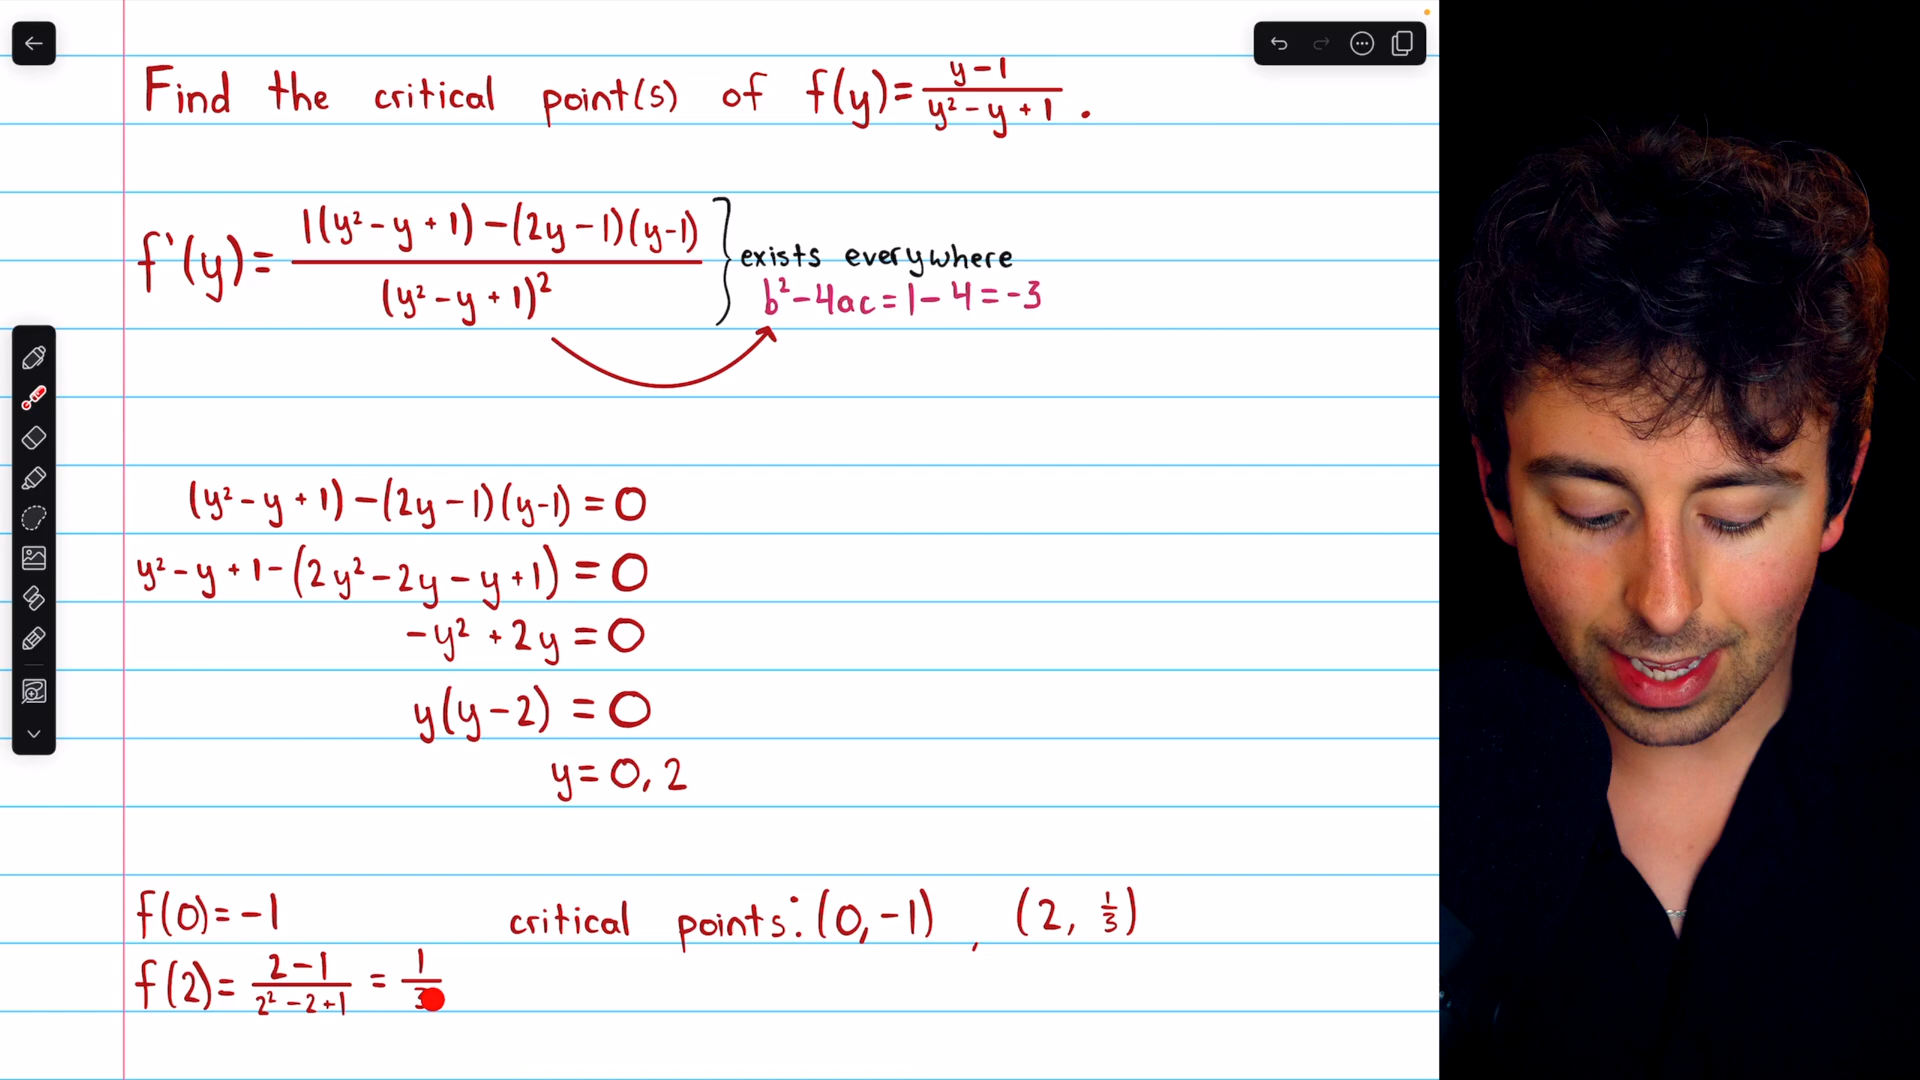 Find the critical point(s) of f(y)=(y-1)/(y²-y+1).
f'(y)= (1(y²-y+1)-(2y-1)(y-1))/(y²-y+1)² } exists everywhere
b²-4ac=1-4=-3
(y²-y+1)-(2y-1)(y-1)=0
y²-y+1-(2y²-2y-y+1)=0
-y²+2y=0
y(y-2)=0
y=0,2
f(0)=-1 critical points: (0,-1), (2, 1/3)
f(2)= (2-1)/(2²-2+1) = 1/3